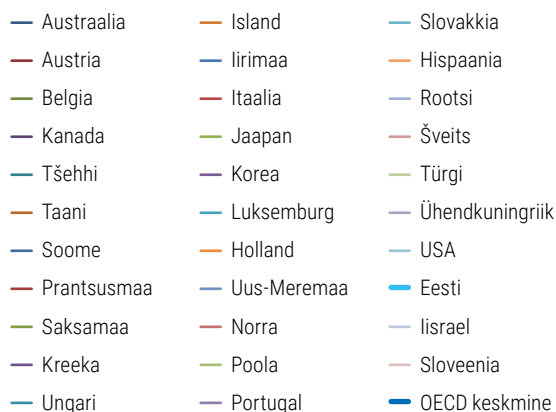 Austraalia
Austria
Belgia
Kanada
Tšehhi
Taani
Soome
Prantsusmaa
Saksamaa
Kreeka
Ungari
Island
Iirimaa
Itaalia
Jaapan
Korea
Luksemburg
Holland
Uus-Meremaa
Norra
Poola
Portugal
Slovakkia
Hispaania
Rootsi
Šveits
Türgi
Ühendkuningriik
USA
Eesti
Iisrael
Sloveenia
OECD keskmine